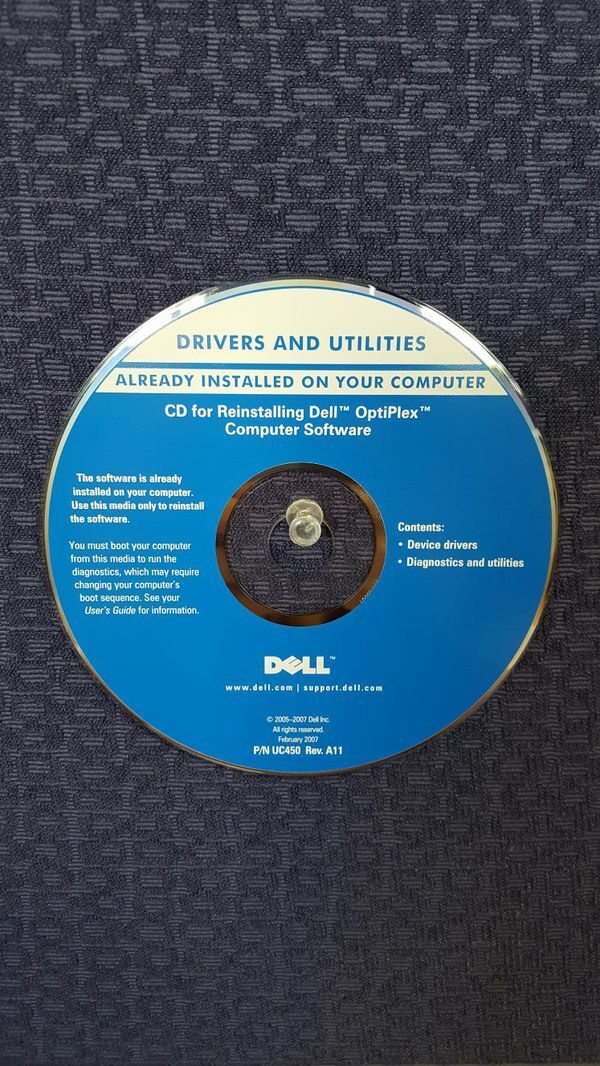 DRIVERS AND UTILITIES
ALREADY INSTALLED ON YOUR COMPUTER
CD for Reinstalling Dell™ OptiPlex™
Computer Software
The software is already
installed on your computer.
Use this media only to reinstall
the software.
You must boot your computer
from this media to run the
diagnostics, which may require
changing your computer's
boot sequence. See your
User's Guide for information.
Contents:
• Device drivers
• Diagnostics and utilities
DELL™
www.dell.com | support.dell.com
© 2005–2007 Dell Inc.
All rights reserved.
February 2007
P/N UC450 Rev. A11